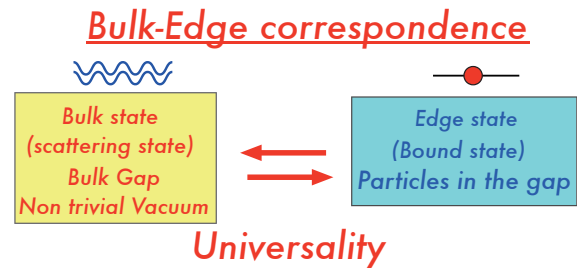 Bulk-Edge correspondence
Bulk state
(scattering state)
Bulk Gap
Non trivial Vacuum
Edge state
(Bound state)
Particles in the gap
Universality